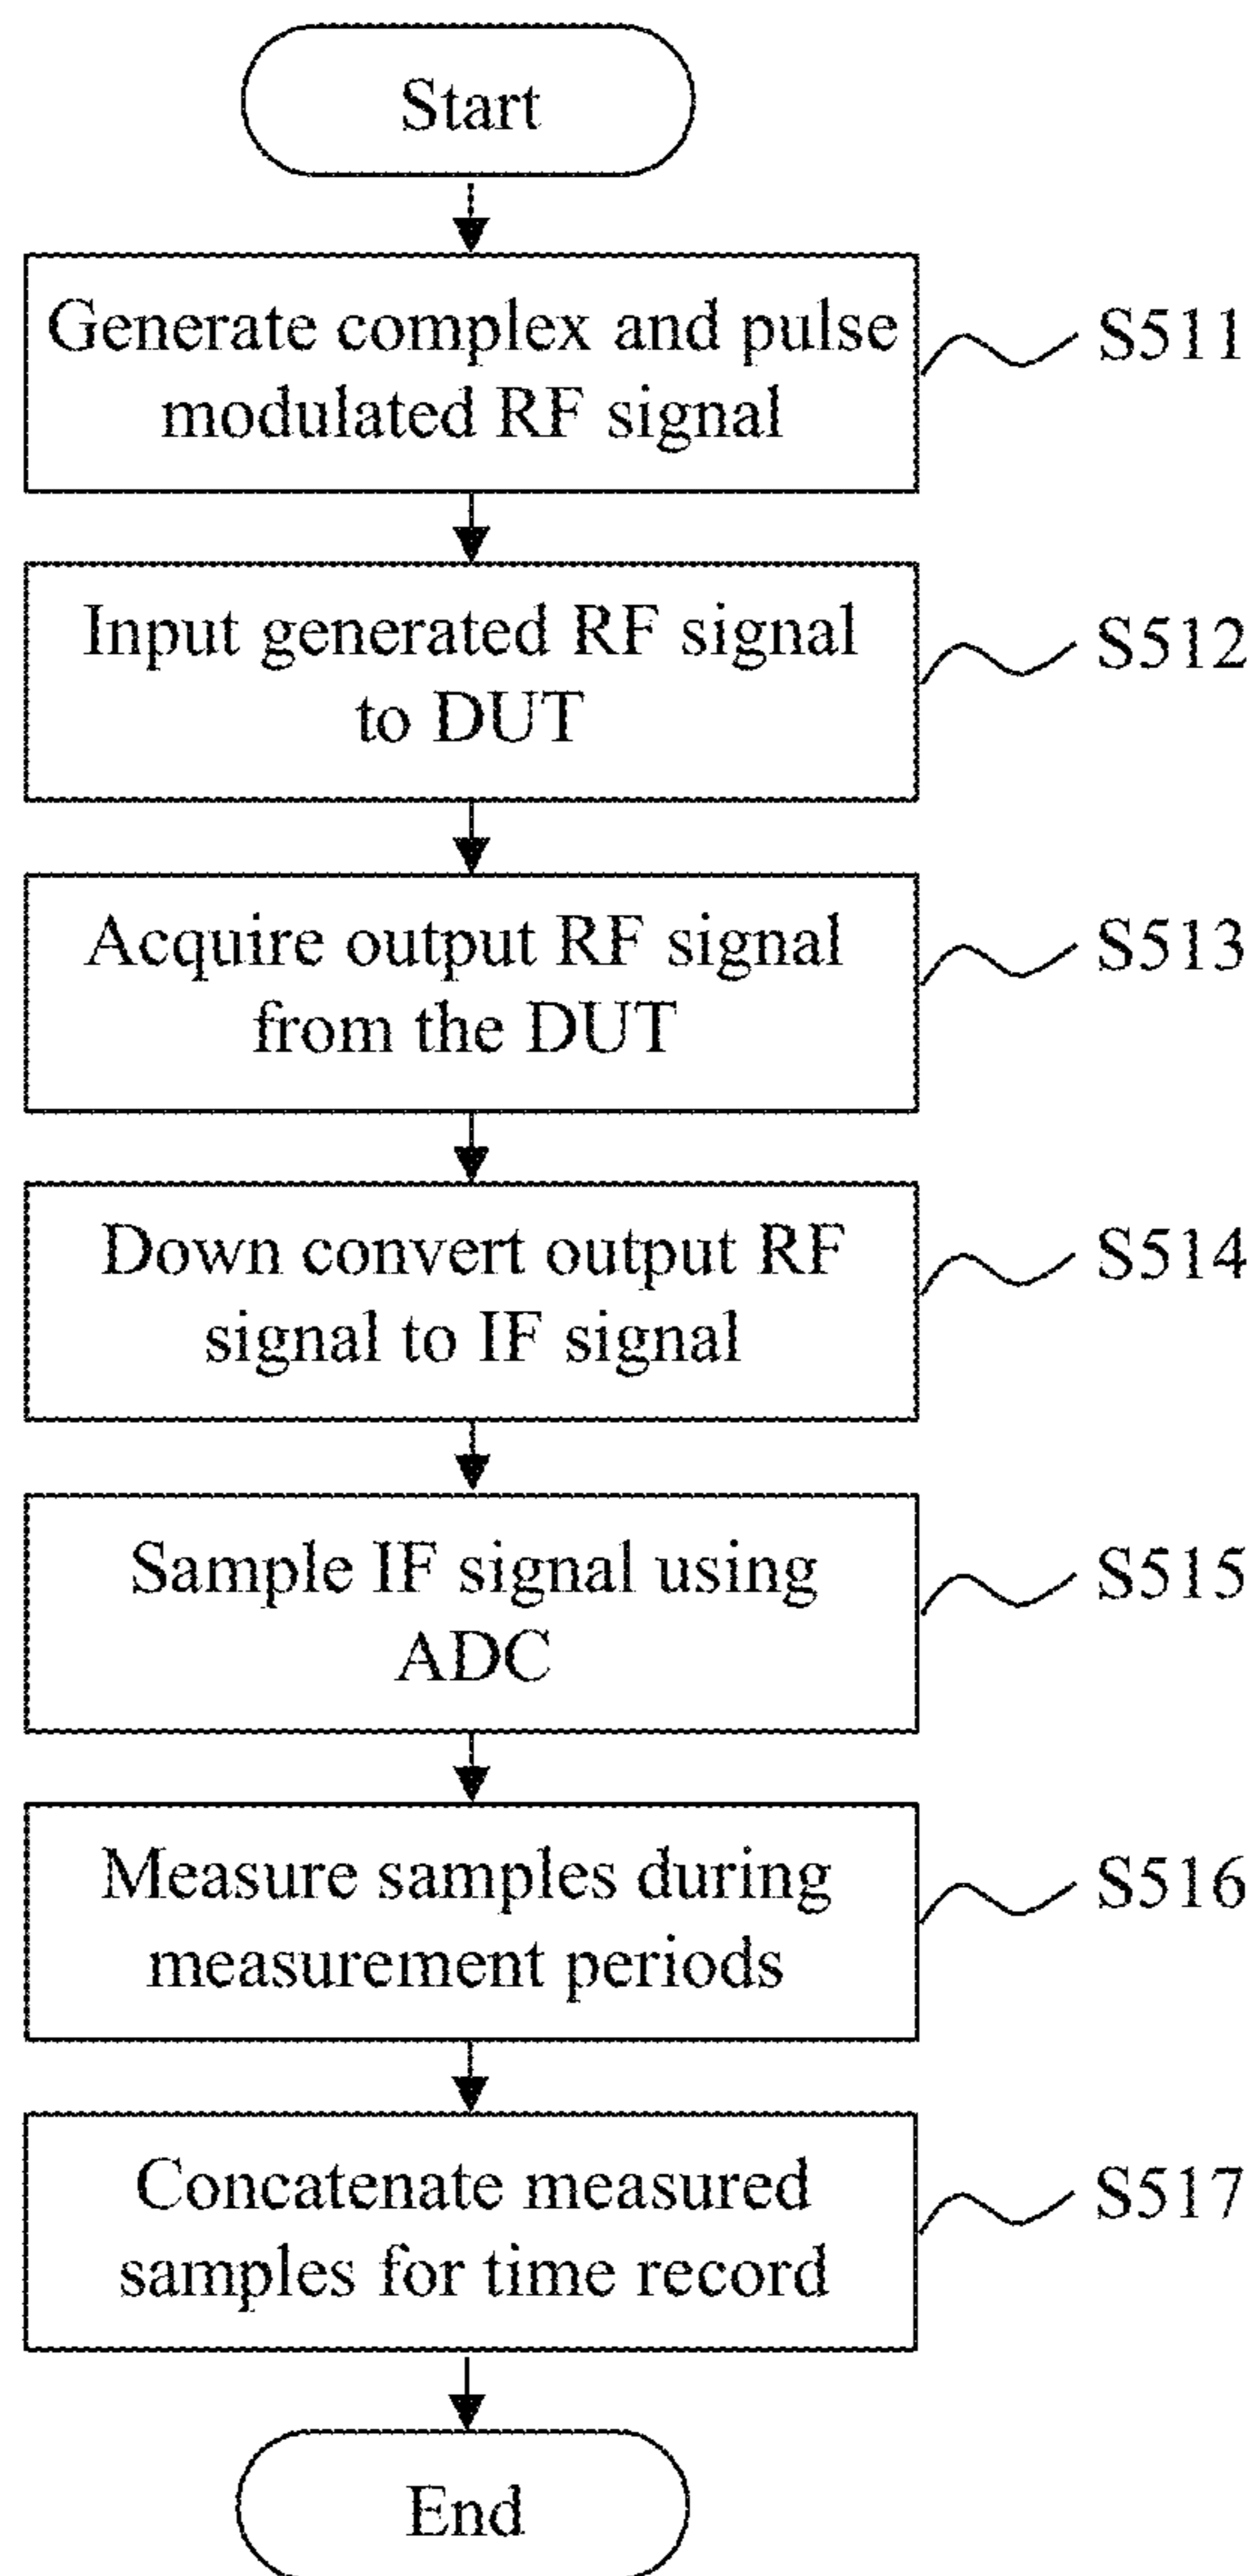 Start
Generate complex and pulse
modulated RF signal
S511
Input generated RF signal
to DUT
S512
Acquire output RF signal
from the DUT
S513
Down convert output RF
signal to IF signal
S514
Sample IF signal using
ADC
S515
Measure samples during
measurement periods
S516
Concatenate measured
samples for time record
S517
End